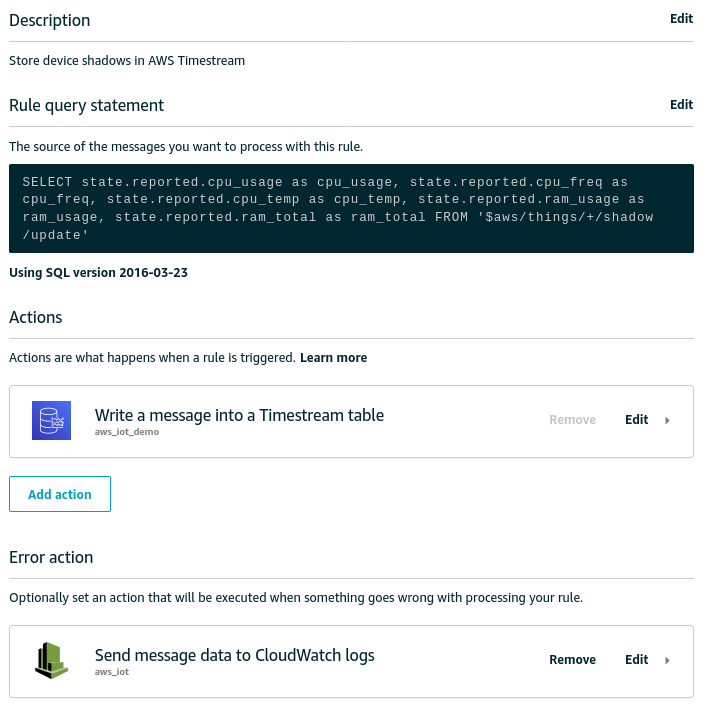 Description
Edit
Store device shadows in AWS Timestream
Rule query statement
Edit
The source of the messages you want to process with this rule.
SELECT state.reported.cpu_usage as cpu_usage, state.reported.cpu_freq as
cpu_freq, state.reported.cpu_temp as cpu_temp, state.reported.ram_usage as
ram_usage, state.reported.ram_total as ram_total FROM '$aws/things/+/shadow
/update'
Using SQL version 2016-03-23
Actions
Actions are what happens when a rule is triggered. Learn more
Write a message into a Timestream table
aws_iot_demo
Remove
Edit
Add action
Error action
Optionally set an action that will be executed when something goes wrong with processing your rule.
Send message data to CloudWatch logs
aws_iot
Remove
Edit